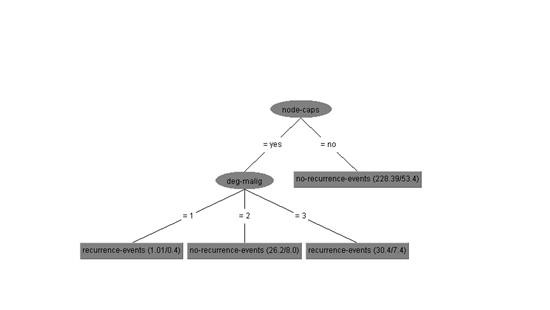 node-caps
= yes
= no
deg-malig
no-recurrence-events (228.39/53.4)
= 1
= 2
= 3
recurrence-events (1.01/0.4)
no-recurrence-events (26.2/8.0)
recurrence-events (30.4/7.4)